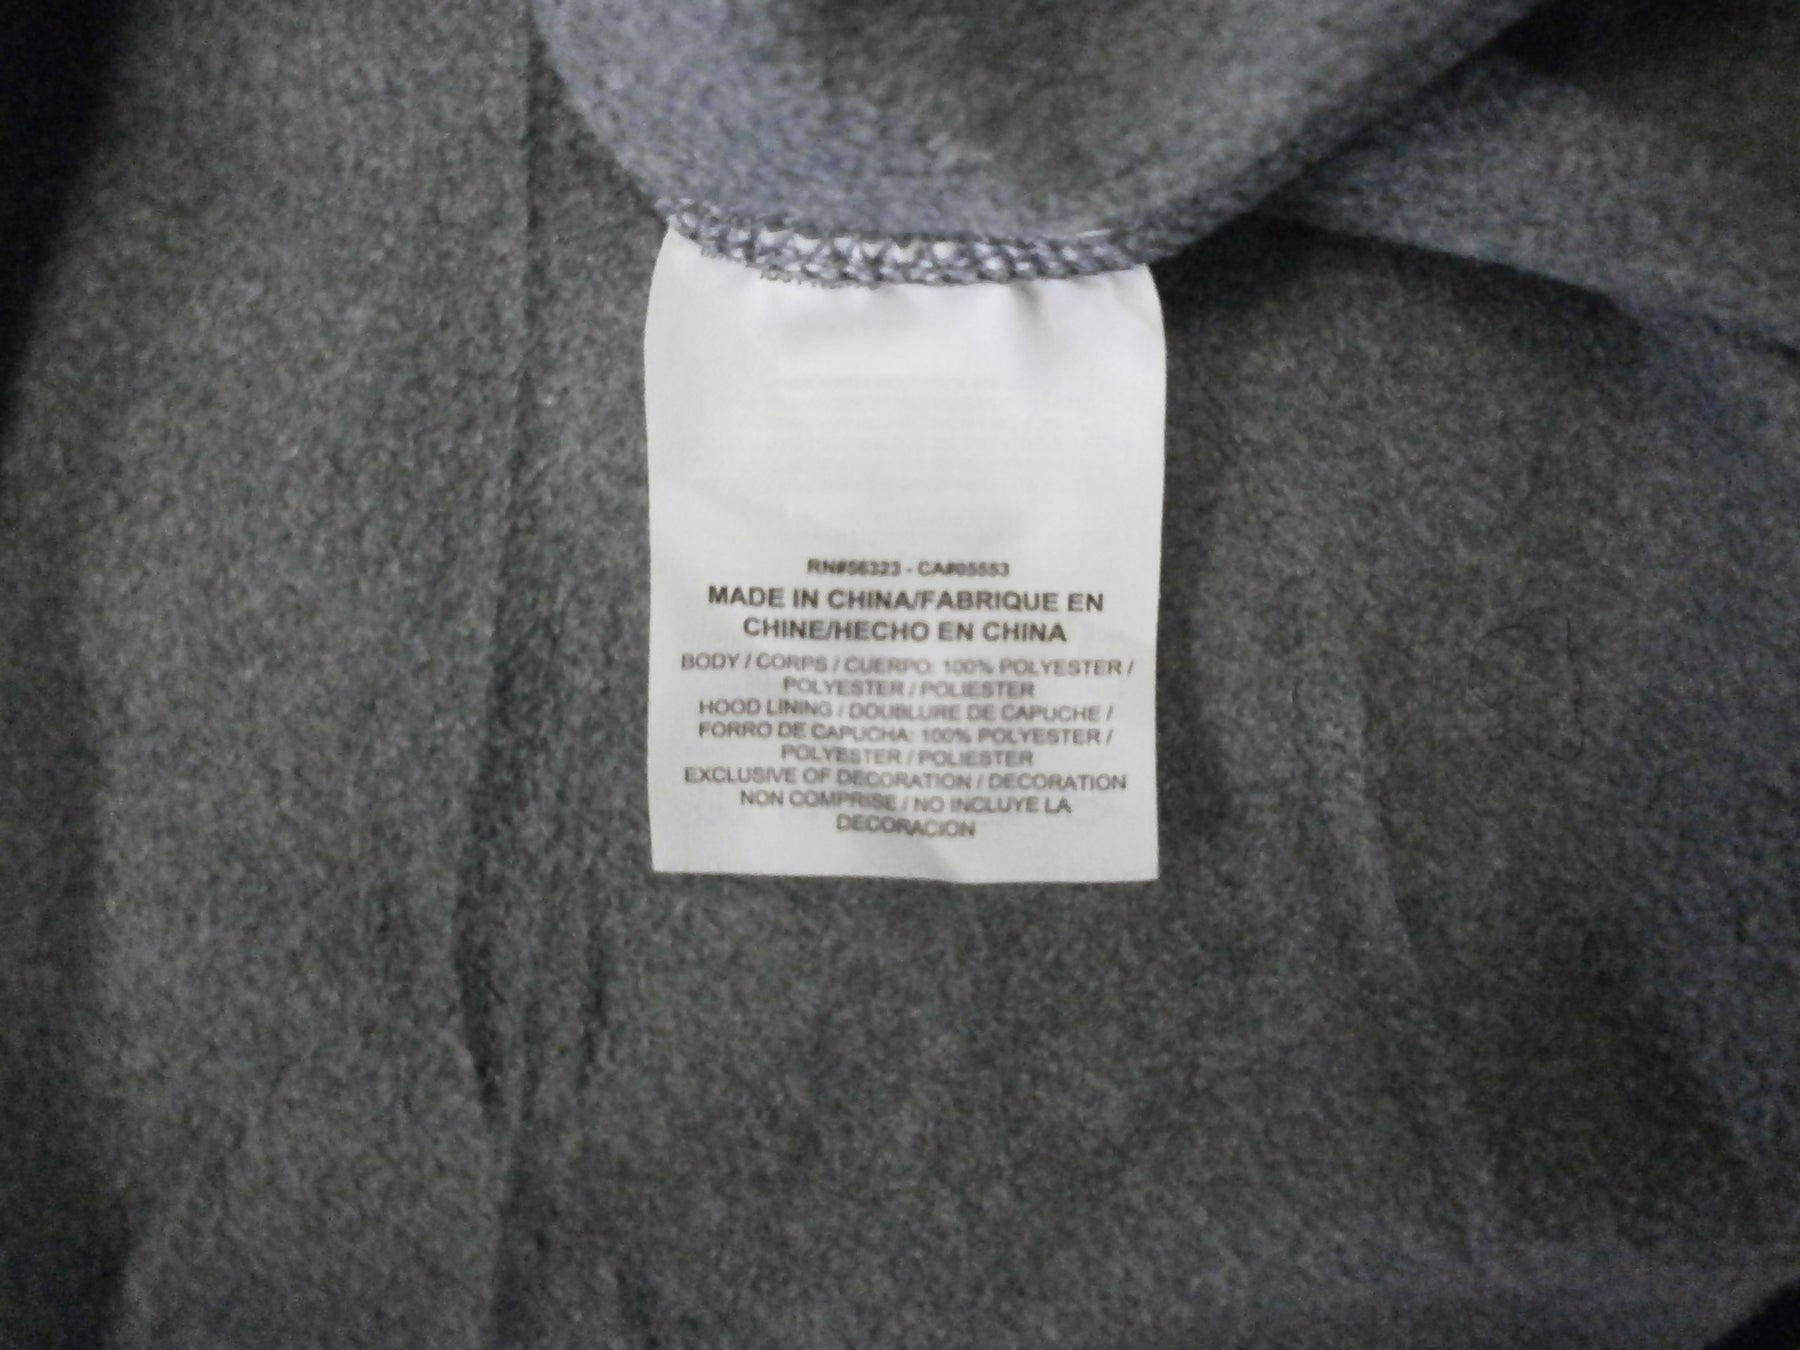 RN#56323 - CA#05553
MADE IN CHINA/FABRIQUE EN
CHINE/HECHO EN CHINA
BODY / CORPS / CUERPO: 100% POLYESTER /
POLYESTER / POLIESTER
HOOD LINING / DOUBLURE DE CAPUCHE /
FORRO DE CAPUCHA: 100% POLYESTER /
POLYESTER / POLIESTER
EXCLUSIVE OF DECORATION / DECORATION
NON COMPRISE / NO INCLUYE LA
DECORACION